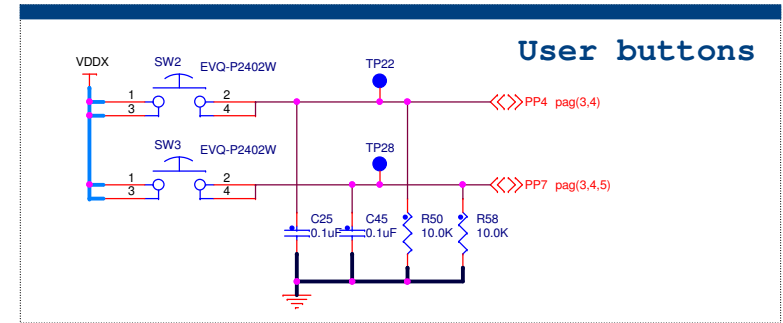 User buttons
VDDX
SW2 EVQ-P2402W
TP22
1 2
3 4
PP4 pag(3,4)
SW3 EVQ-P2402W
TP28
1 2
3 4
PP7 pag(3,4,5)
C25 C45 R50 R58
0.1uF 0.1uF 10.0K 10.0K